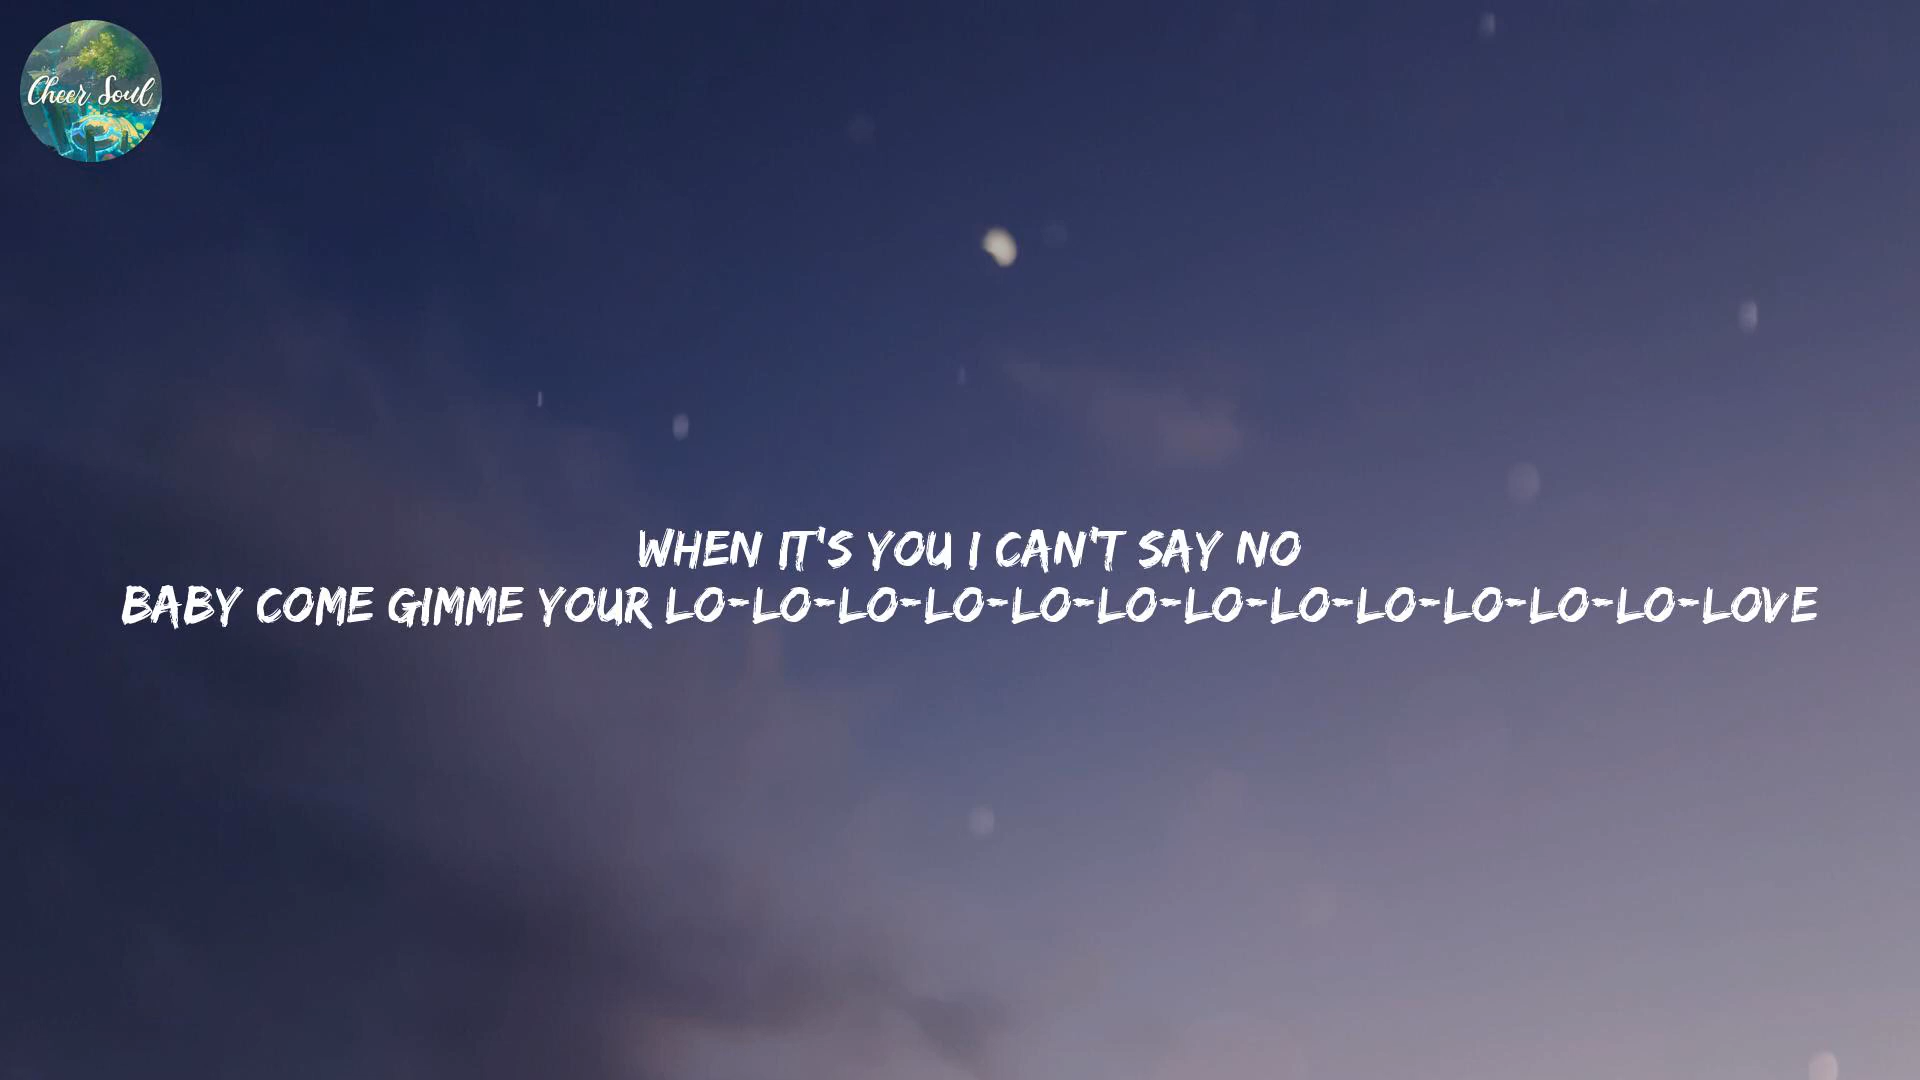 Cheer Soul
WHEN IT'S YOU I CAN'T SAY NO
BABY COME GIMME YOUR LO-LO-LO-LO-LO-LO-LO-LO-LO-LO-LO-LO-LOVE